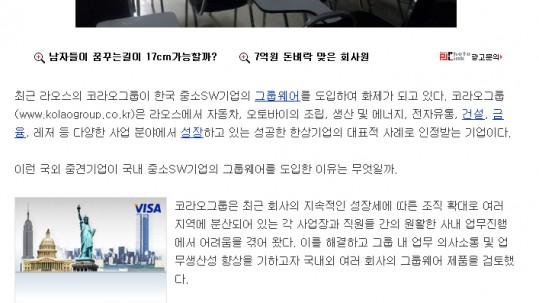 남자들이 꿈꾸는길이 17cm가능할까?
7억원 돈벼락 맞은 회사원
광고문의
최근 라오스의 코라오그룹이 한국 중소SW기업의 그룹웨어를 도입하여 화제가 되고 있다. 코라오그룹
(www.kolaogroup.co.kr)은 라오스에서 자동차, 오토바이의 조립, 생산 및 에너지, 전자유통, 건설, 금
융, 레저 등 다양한 사업 분야에서 성장하고 있는 성공한 한상기업의 대표적 사례로 인정받는 기업이다.
이런 국외 중견기업이 국내 중소SW기업의 그룹웨어를 도입한 이유는 무엇일까.
VISA
코라오그룹은 최근 회사의 지속적인 성장세에 따른 조직 확대로 여러
지역에 분산되어 있는 각 사업장과 직원들 간의 원활한 사내 업무진행
에서 어려움을 겪어 왔다. 이를 해결하고 그룹 내 업무 의사소통 및 업
무생산성 향상을 기하고자 국내외 여러 회사의 그룹웨어 제품을 검토했
다.